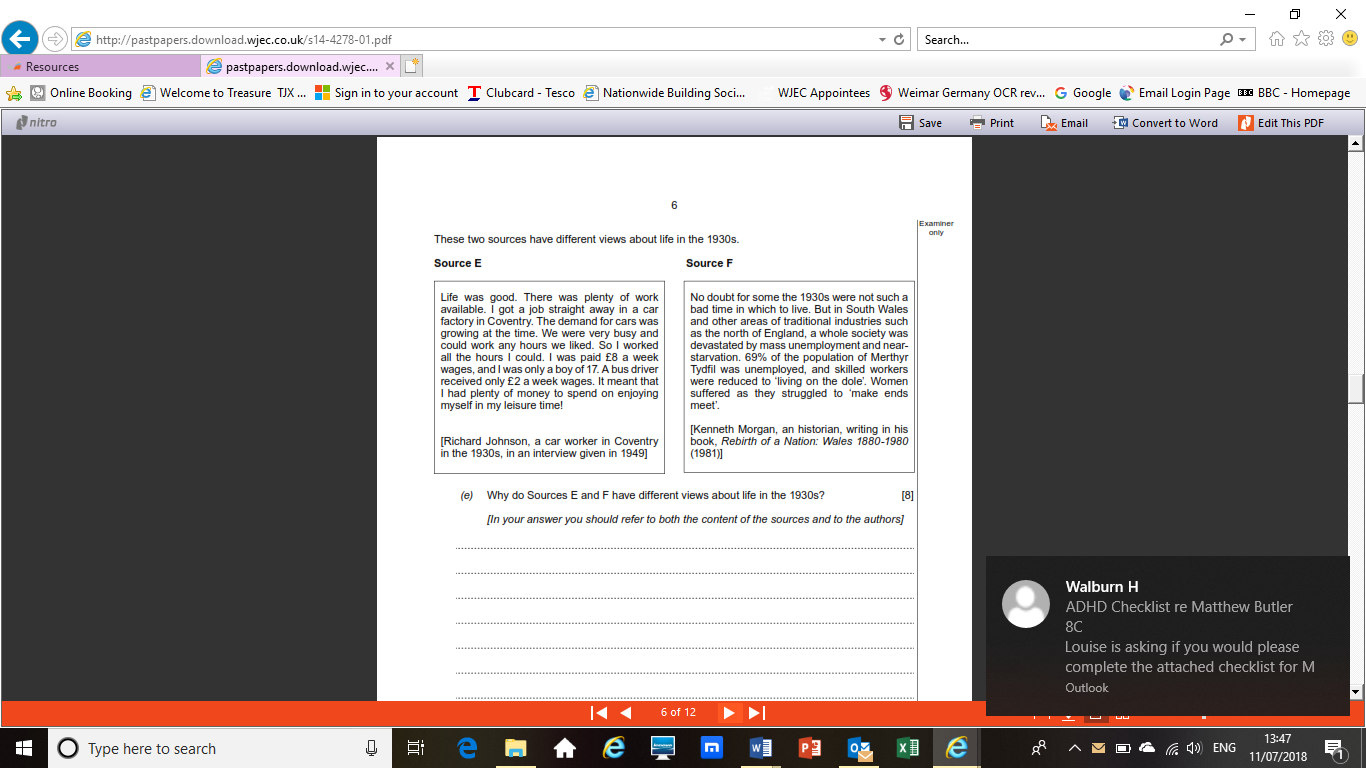 http://pastpapers.download.wjec.co.uk/s14-4278-01.pdf
Search...
Resources
pastpapers.download.wjec....
Online Booking
Welcome to Treasure TJX ...
Sign in to your account
Clubcard - Tesco
Nationwide Building Soci...
WJEC Appointees
Weimar Germany OCR rev...
Google
Email Login Page
BBC - Homepage
nitro
Save
Print
Email
Convert to Word
Edit This PDF
6
Examiner
only
These two sources have different views about life in the 1930s.
Source E
Life was good. There was plenty of work
available. I got a job straight away in a car
factory in Coventry. The demand for cars was
growing at the time. We were very busy and
could work any hours we liked. So I worked
all the hours I could. I was paid £8 a week
wages, and I was only a boy of 17. A bus driver
received only £2 a week wages. It meant that
I had plenty of money to spend on enjoying
myself in my leisure time!
[Richard Johnson, a car worker in Coventry
in the 1930s, in an interview given in 1949]
Source F
No doubt for some the 1930s were not such a
bad time in which to live. But in South Wales
and other areas of traditional industries such
as the north of England, a whole society was
devastated by mass unemployment and near-
starvation. 69% of the population of Merthyr
Tydfil was unemployed, and skilled workers
were reduced to 'living on the dole'. Women
suffered as they struggled to 'make ends
meet'.
[Kenneth Morgan, an historian, writing in his
book, Rebirth of a Nation: Wales 1880-1980
(1981)]
(e) Why do Sources E and F have different views about life in the 1930s? [8]
[In your answer you should refer to both the content of the sources and to the authors]
Walburn H
ADHD Checklist re Matthew Butler
8C
Louise is asking if you would please
complete the attached checklist for M
Outlook
6 of 12
Type here to search
ENG
13:47
11/07/2018
1